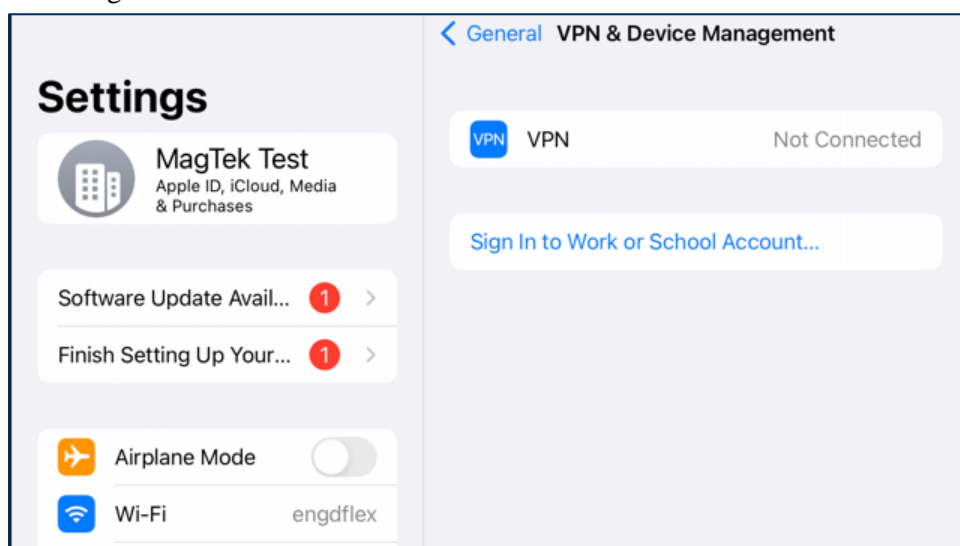 Settings
MagTek Test
Apple ID, iCloud, Media
& Purchases
Software Update Avail... 1
Finish Setting Up Your... 1
Airplane Mode
Wi-Fi engdflex
General VPN & Device Management
VPN VPN Not Connected
Sign In to Work or School Account...